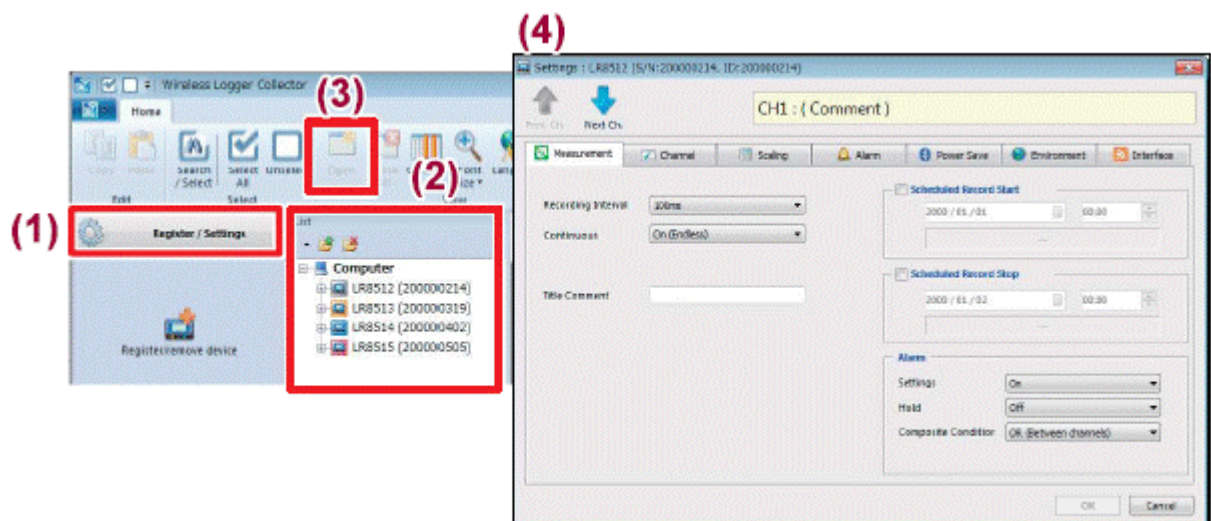 (4)
Settings : LR8512 (S/N:200000214, ID:200000214)
Wireless Logger Collector
(3)
Home
Prev. Ch. Next Ch.
CH1 : ( Comment )
Copy
Search / Select
Select All
Unselect
Open
(2)
Edit
Select
Measurement Channel Scaling Alarm Power Save Environment Interface
(1)
Register / Settings
Computer
LR8512 (200000214)
LR8513 (200000319)
LR8514 (200000402)
LR8515 (200000505)
Register/remove device
Recording Interval 100ms
Continuous On (Endless)
Title Comment
Scheduled Record Start
2000 / 01 / 01 00:00
---
Scheduled Record Stop
2000 / 01 / 02 00:00
---
Alarm
Settings On
Hold Off
Composite Condition OR (Between channels)
OK Cancel